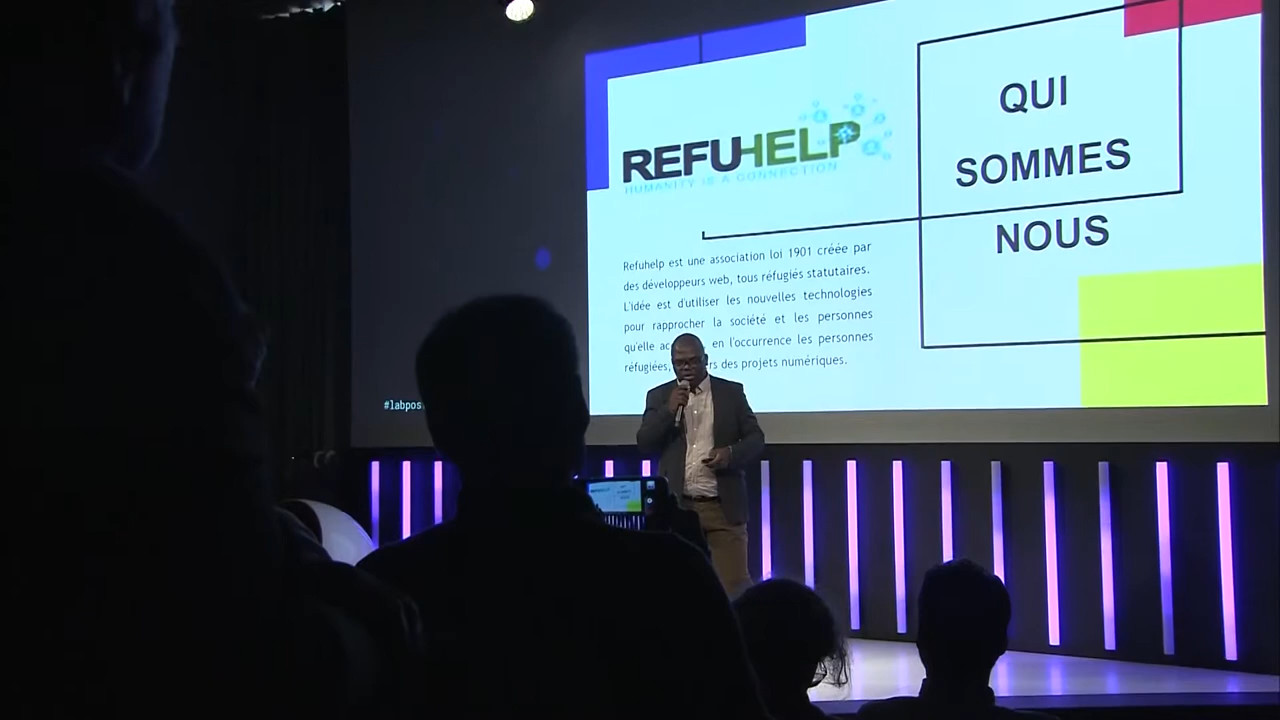 REFUHELP
HUMANITY IS A CONNECTION
QUI
SOMMES
NOUS
Refuhelp est une association loi 1901 créée par
des développeurs web, tous réfugiés statutaires.
L'idée est d'utiliser les nouvelles technologies
pour rapprocher la société et les personnes
qu'elle en l'occurrence les personnes
réfugiées, des projets numériques.
#labpos